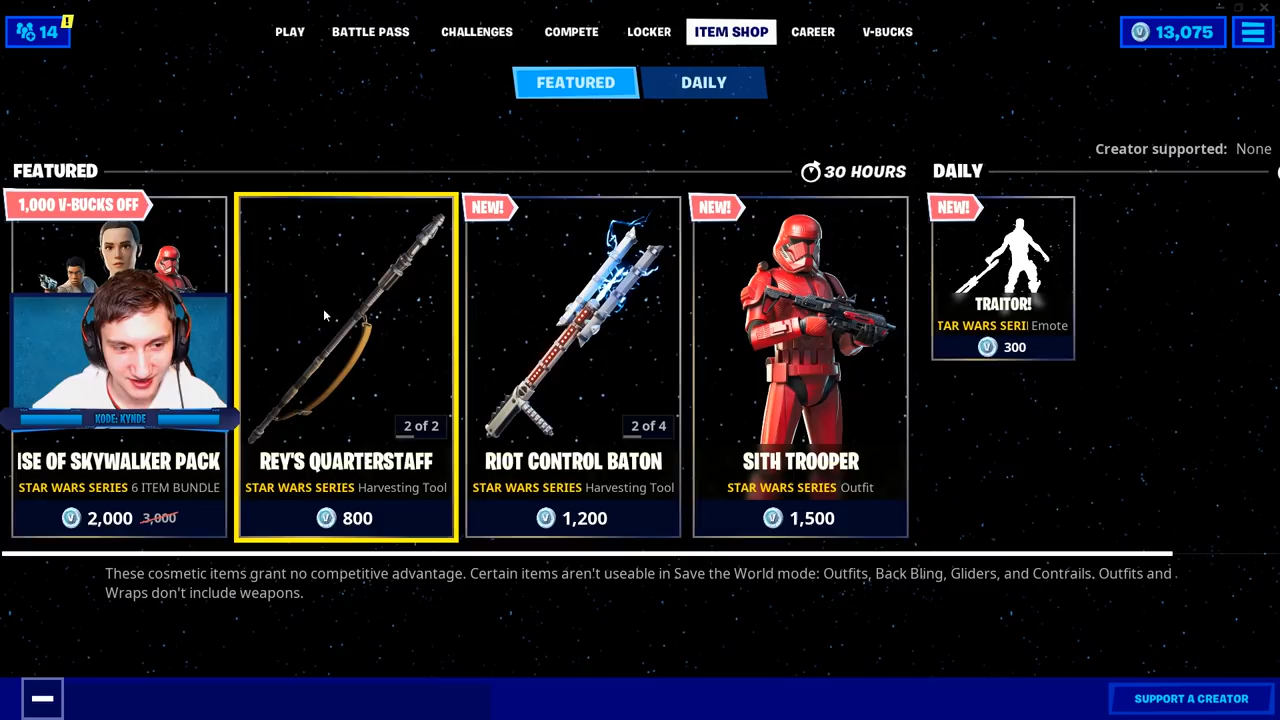 14
!
PLAY
BATTLE PASS
CHALLENGES
COMPETE
LOCKER
ITEM SHOP
CAREER
V-BUCKS
13,075
FEATURED
DAILY
Creator supported: None
FEATURED
30 HOURS
DAILY
1,000 V-BUCKS OFF
NEW!
NEW!
NEW!
TRAITOR!
TAR WARS SERI Emote
300
KODE: KYNDE
2 of 2
2 of 4
ISE OF SKYWALKER PACK
STAR WARS SERIES 6 ITEM BUNDLE
2,000 3,000
REY'S QUARTERSTAFF
STAR WARS SERIES Harvesting Tool
800
RIOT CONTROL BATON
STAR WARS SERIES Harvesting Tool
1,200
SITH TROOPER
STAR WARS SERIES Outfit
1,500
These cosmetic items grant no competitive advantage. Certain items aren't useable in Save the World mode: Outfits, Back Bling, Gliders, and Contrails. Outfits and
Wraps don't include weapons.
SUPPORT A CREATOR